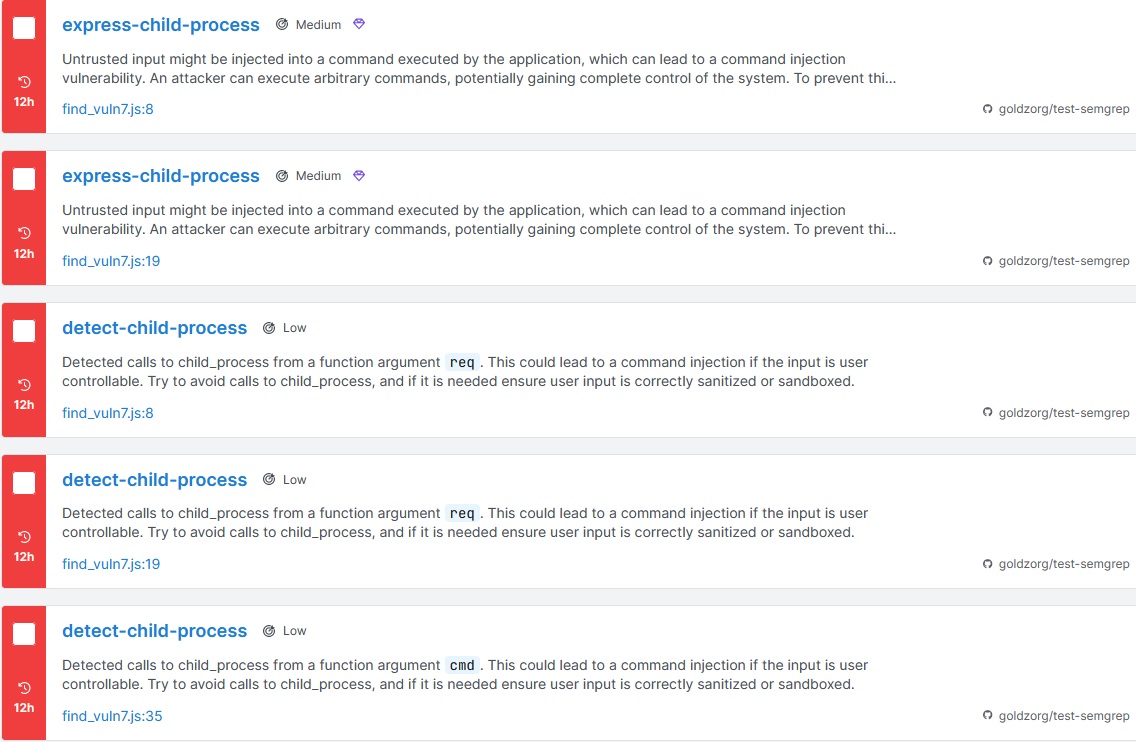 express-child-process Medium
Untrusted input might be injected into a command executed by the application, which can lead to a command injection
vulnerability. An attacker can execute arbitrary commands, potentially gaining complete control of the system. To prevent thi...
12h
find_vuln7.js:8 goldzorg/test-semgrep
express-child-process Medium
Untrusted input might be injected into a command executed by the application, which can lead to a command injection
vulnerability. An attacker can execute arbitrary commands, potentially gaining complete control of the system. To prevent thi...
12h
find_vuln7.js:19 goldzorg/test-semgrep
detect-child-process Low
Detected calls to child_process from a function argument req. This could lead to a command injection if the input is user
controllable. Try to avoid calls to child_process, and if it is needed ensure user input is correctly sanitized or sandboxed.
12h
find_vuln7.js:8 goldzorg/test-semgrep
detect-child-process Low
Detected calls to child_process from a function argument req. This could lead to a command injection if the input is user
controllable. Try to avoid calls to child_process, and if it is needed ensure user input is correctly sanitized or sandboxed.
12h
find_vuln7.js:19 goldzorg/test-semgrep
detect-child-process Low
Detected calls to child_process from a function argument cmd. This could lead to a command injection if the input is user
controllable. Try to avoid calls to child_process, and if it is needed ensure user input is correctly sanitized or sandboxed.
12h
find_vuln7.js:35 goldzorg/test-semgrep